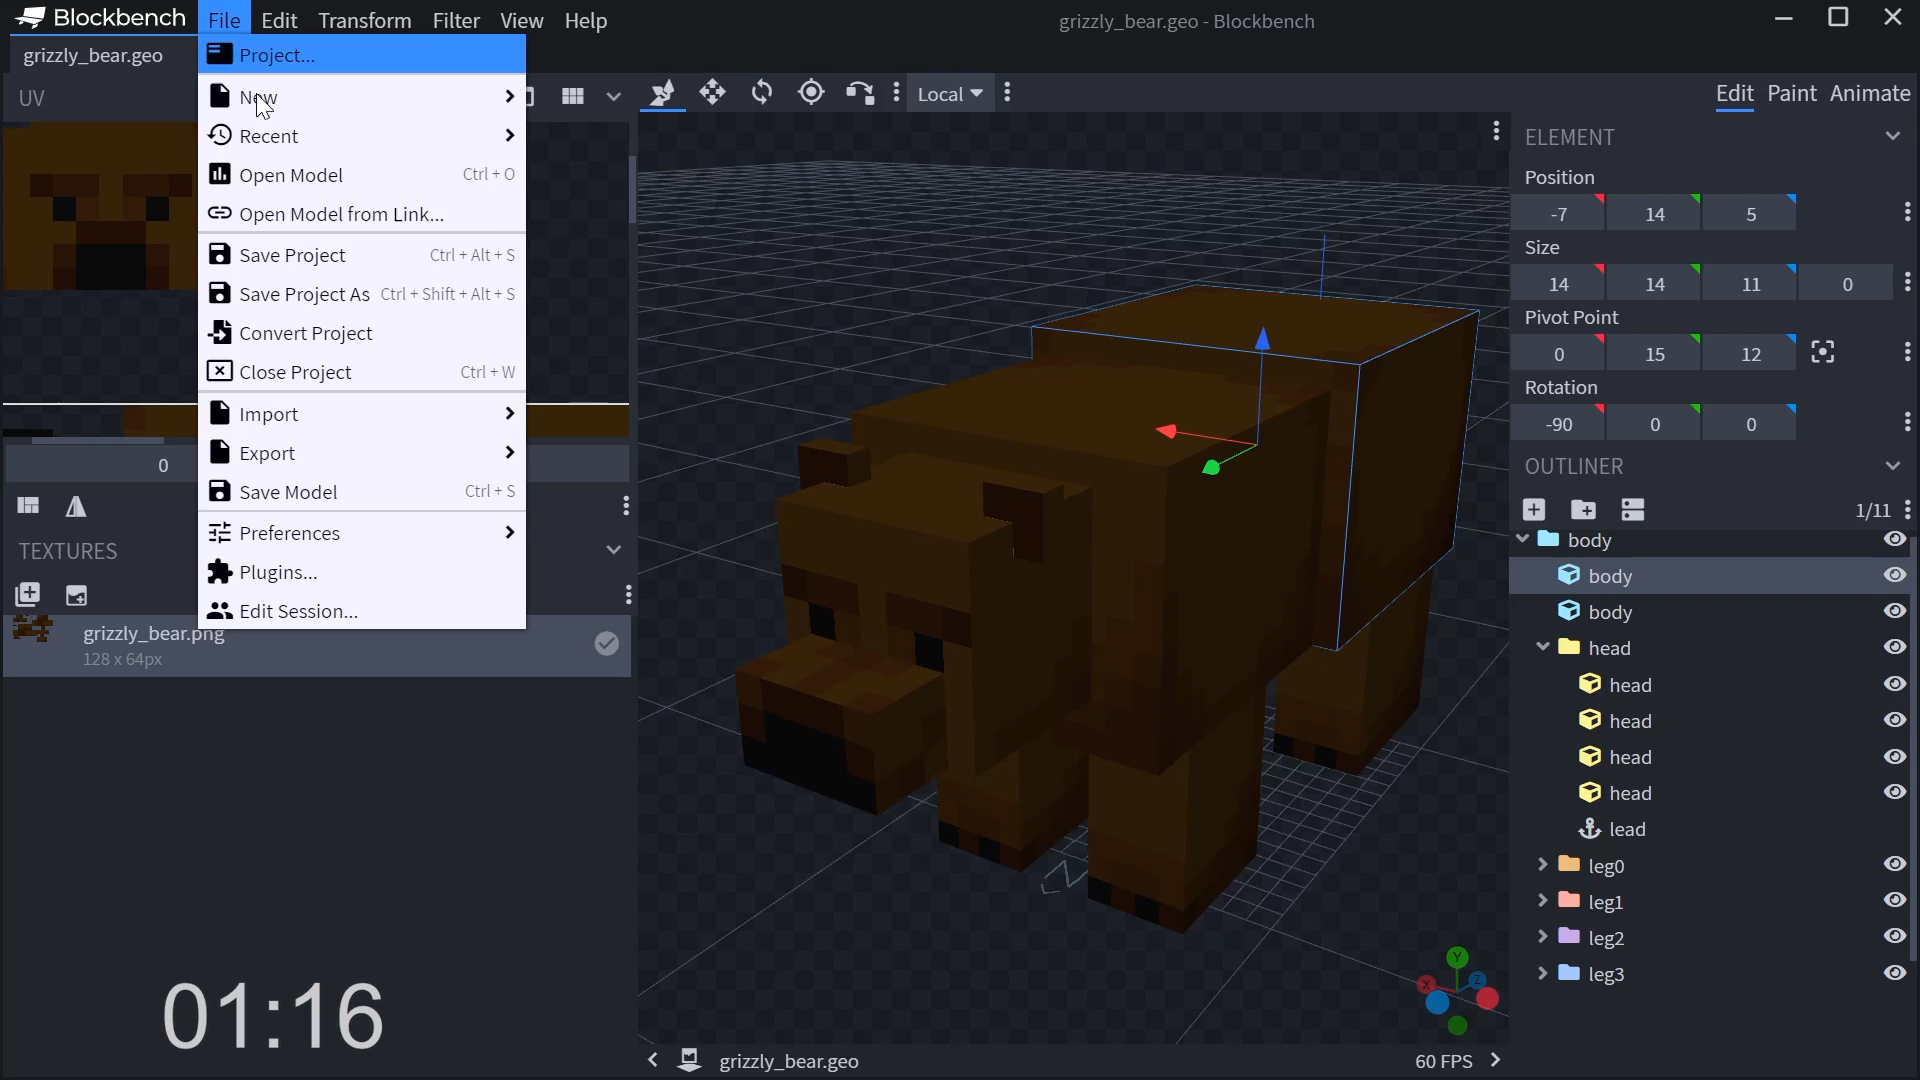 Blockbench File Edit Transform Filter View Help grizzly_bear.geo - Blockbench
grizzly_bear.geo
Project...
New
Recent
Open Model Ctrl + O
Open Model from Link...
Save Project Ctrl + Alt + S
Save Project As Ctrl + Shift + Alt + S
Convert Project
Close Project Ctrl + W
Import
Export
Save Model Ctrl + S
Preferences
Plugins...
Edit Session...
UV
0
TEXTURES
grizzly_bear.png
128 x 64px
01:16
Local
Edit Paint Animate
ELEMENT
Position
-7 14 5
Size
14 14 11 0
Pivot Point
0 15 12
Rotation
-90 0 0
OUTLINER
1/11
body
body
body
head
head
head
head
head
lead
leg0
leg1
leg2
leg3
Y
X Z
grizzly_bear.geo 60 FPS